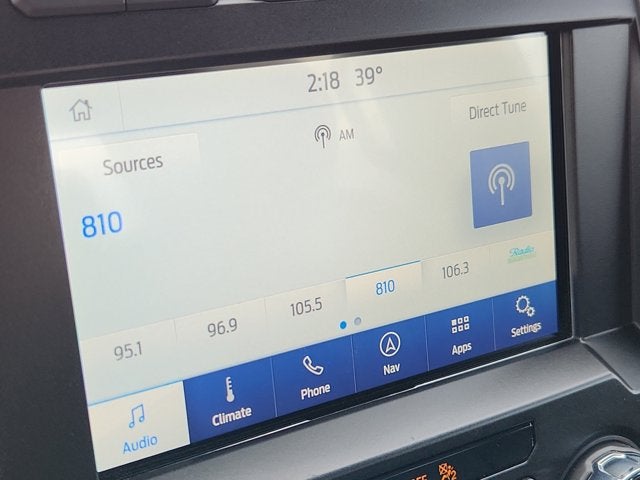 2:18 39°
AM
Direct Tune
Sources
810
95.1 96.9 105.5 810 106.3 Radio
Audio Climate Phone Nav Apps Settings